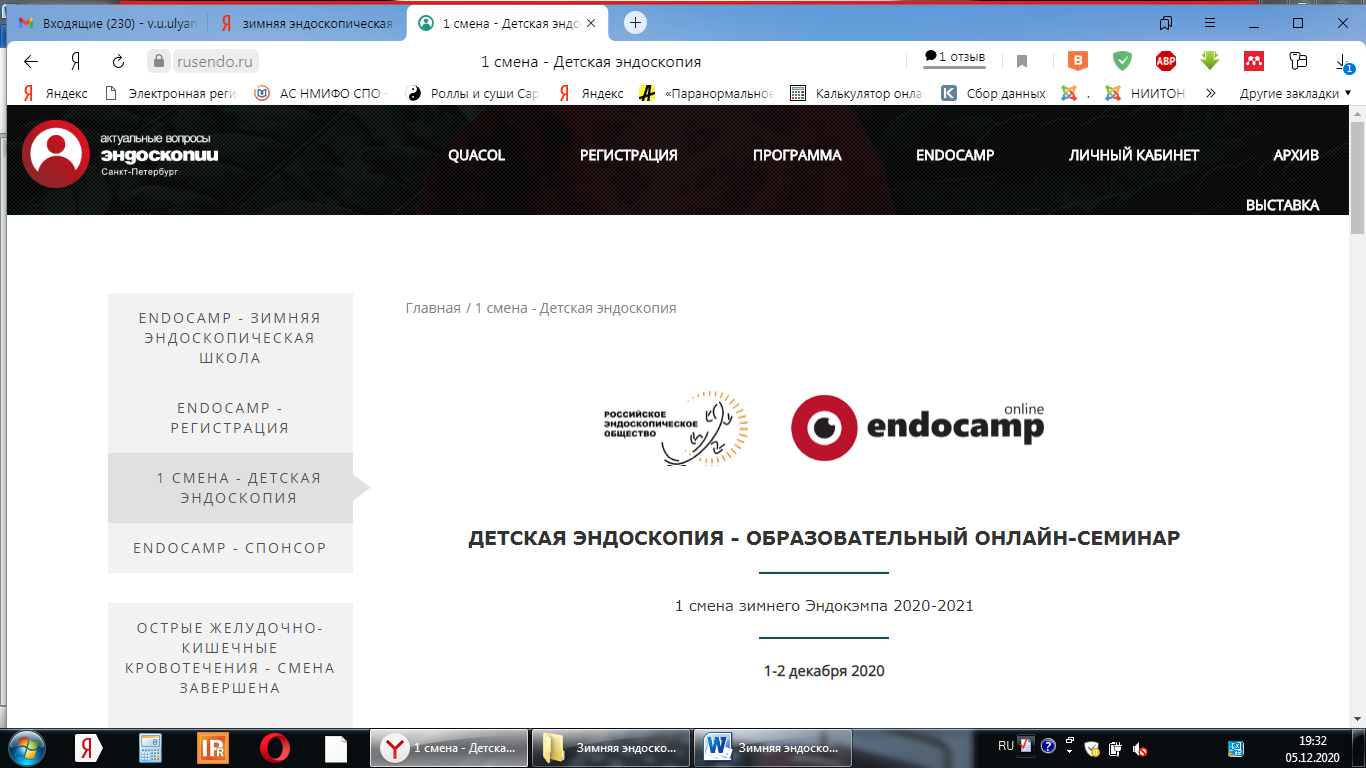 Входящие (230) - v.u.ulyan
зимняя эндоскопическая
1 смена - Детская эндо
rusendo.ru
1 смена - Детская эндоскопия
1 отзыв
Яндекс
Электронная реги
АС НМИФО СПО -
Роллы и суши Сар
Яндекс
«Паранормальное
Калькулятор онла
Сбор данных
.
НИИТОН
»
Другие закладки
актуальные вопросы
эндоскопии
Санкт-Петербург
QUACOL
РЕГИСТРАЦИЯ
ПРОГРАММА
ENDOCAMP
ЛИЧНЫЙ КАБИНЕТ
АРХИВ
ВЫСТАВКА
ENDOCAMP - ЗИМНЯЯ
ЭНДОСКОПИЧЕСКАЯ
ШКОЛА
ENDOCAMP -
РЕГИСТРАЦИЯ
1 СМЕНА - ДЕТСКАЯ
ЭНДОСКОПИЯ
ENDOCAMP - СПОНСОР
ОСТРЫЕ ЖЕЛУДОЧНО-
КИШЕЧНЫЕ
КРОВОТЕЧЕНИЯ - СМЕНА
ЗАВЕРШЕНА
Главная / 1 смена - Детская эндоскопия
РОССИЙСКОЕ
ЭНДОСКОПИЧЕСКОЕ
ОБЩЕСТВО
online
endocamp
ДЕТСКАЯ ЭНДОСКОПИЯ - ОБРАЗОВАТЕЛЬНЫЙ ОНЛАЙН-СЕМИНАР
1 смена зимнего Эндокэмпа 2020-2021
1-2 декабря 2020
1 смена - Детска...
Зимняя эндоско...
Зимняя эндоско...
RU
19:32
05.12.2020